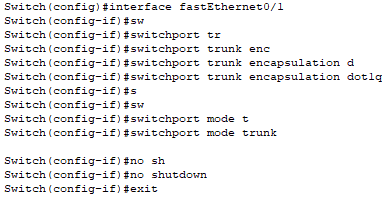 Switch(config)#interface fastEthernet0/1
Switch(config-if)#sw
Switch(config-if)#switchport tr
Switch(config-if)#switchport trunk enc
Switch(config-if)#switchport trunk encapsulation d
Switch(config-if)#switchport trunk encapsulation dot1q
Switch(config-if)#s
Switch(config-if)#sw
Switch(config-if)#switchport mode t
Switch(config-if)#switchport mode trunk
Switch(config-if)#no sh
Switch(config-if)#no shutdown
Switch(config-if)#exit